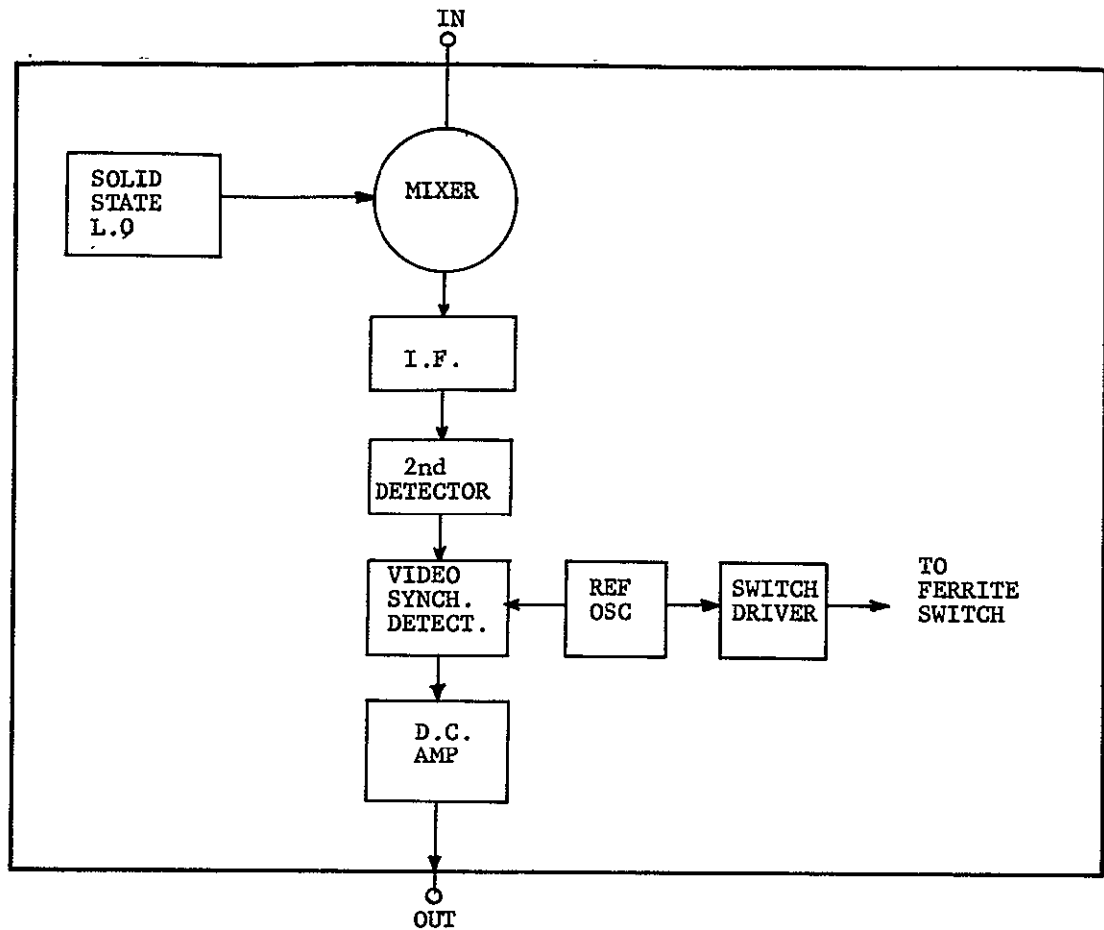 IN
SOLID
STATE
L.O
MIXER
I.F.
2nd
DETECTOR
VIDEO
SYNCH.
DETECT.
REF
OSC
SWITCH
DRIVER
TO
FERRITE
SWITCH
D.C.
AMP
OUT